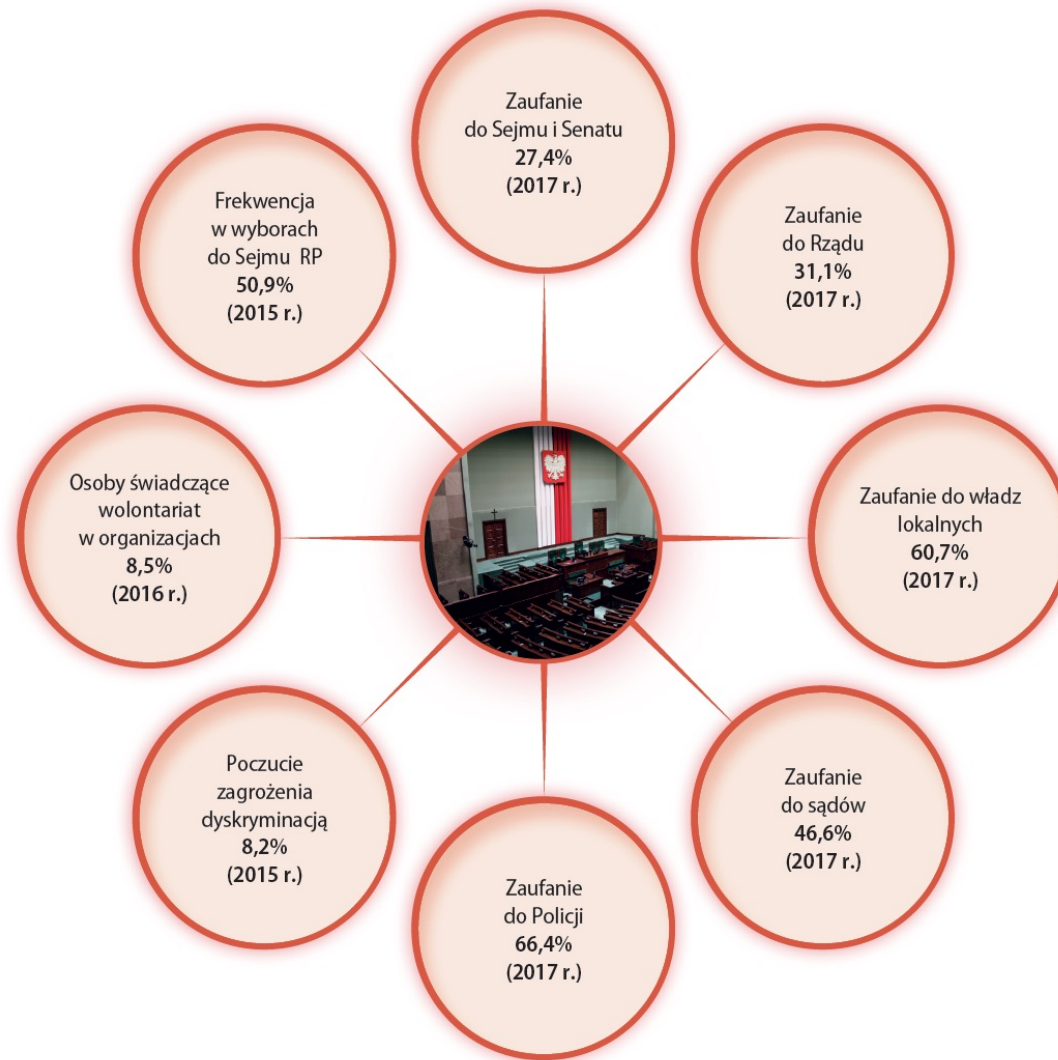 Zaufanie
do Sejmu i Senatu
27,4%
(2017 r.)
Zaufanie
do Rządu
31,1%
(2017 r.)
Zaufanie do władz
lokalnych
60,7%
(2017 r.)
Zaufanie
do sądów
46,6%
(2017 r.)
Zaufanie
do Policji
66,4%
(2017 r.)
Poczucie
zagrożenia
dyskryminacją
8,2%
(2015 r.)
Osoby świadczące
wolontariat
w organizacjach
8,5%
(2016 r.)
Frekwencja
w wyborach
do Sejmu RP
50,9%
(2015 r.)